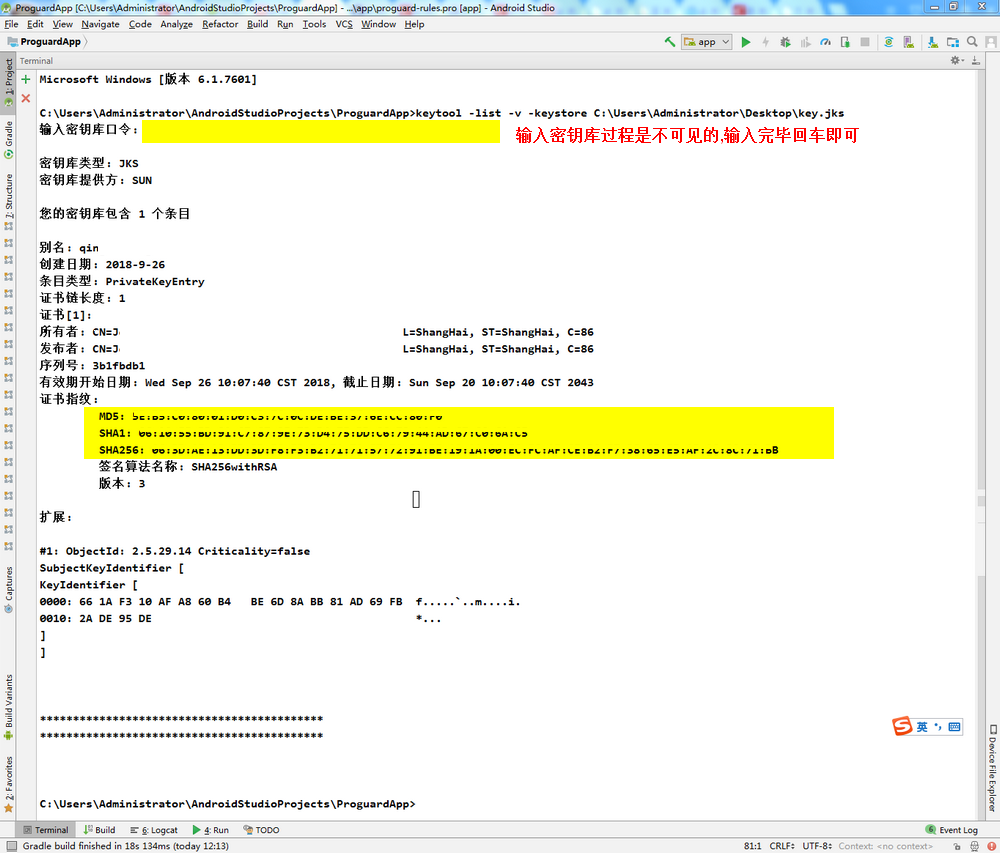 ProguardApp [C:\Users\Administrator\AndroidStudioProjects\ProguardApp] - ...\app\proguard-rules.pro [app] - Android Studio
File Edit View Navigate Code Analyze Refactor Build Run Tools VCS Window Help
ProguardApp
app
Terminal
1: Project
Gradle
7: Structure
Captures
Build Variants
2: Favorites
Microsoft Windows [版本 6.1.7601]
C:\Users\Administrator\AndroidStudioProjects\ProguardApp>keytool -list -v -keystore C:\Users\Administrator\Desktop\key.jks
输入密钥库口令:
输入密钥库过程是不可见的,输入完毕回车即可
密钥库类型: JKS
密钥库提供方: SUN
您的密钥库包含 1 个条目
别名: qin
创建日期: 2018-9-26
条目类型: PrivateKeyEntry
证书链长度: 1
证书[1]:
所有者: CN=J L=ShangHai, ST=ShangHai, C=86
发布者: CN=J L=ShangHai, ST=ShangHai, C=86
序列号: 3b1fbdb1
有效期开始日期: Wed Sep 26 10:07:40 CST 2018, 截止日期: Sun Sep 20 10:07:40 CST 2043
证书指纹:
MD5:
SHA1:
SHA256:
签名算法名称: SHA256withRSA
版本: 3
扩展:
#1: ObjectId: 2.5.29.14 Criticality=false
SubjectKeyIdentifier [
KeyIdentifier [
0000: 66 1A F3 10 AF A8 60 B4 BE 6D 8A BB 81 AD 69 FB f.....`..m....i.
0010: 2A DE 95 DE *...
]
]
*******************************************
*******************************************
英
C:\Users\Administrator\AndroidStudioProjects\ProguardApp>
Device File Explorer
Terminal Build 6: Logcat 4: Run TODO 6 Event Log
Gradle build finished in 18s 134ms (today 12:13) 81:1 CRLF UTF-8 Context: <no context>